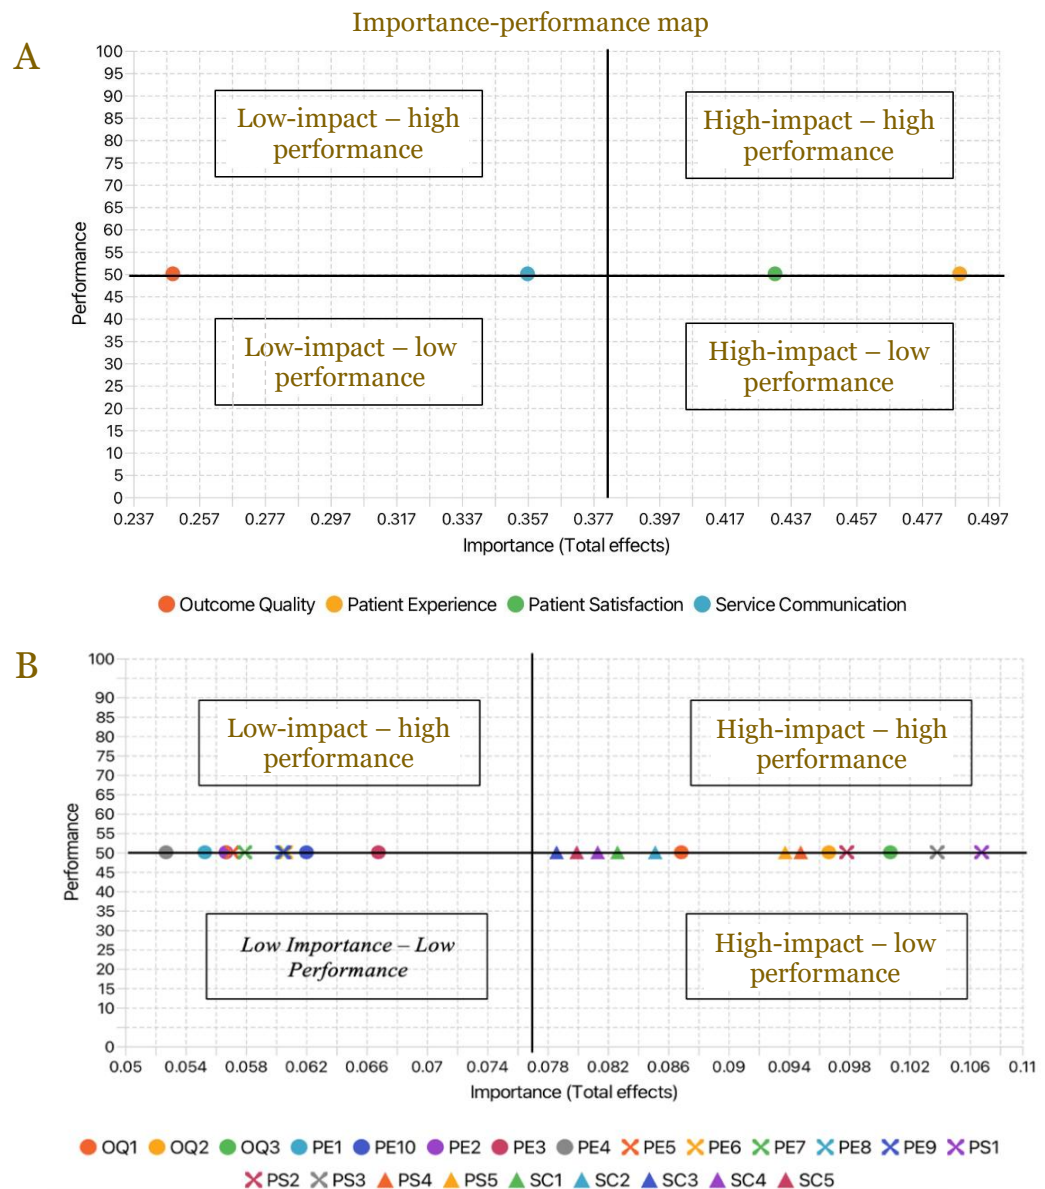 Importance-performance map
A
100
95
90
85
80
75
70
65
60
55
50
45
40
35
30
25
20
15
10
5
0
Performance
Low-impact – high
performance
High-impact – high
performance
Low-impact – low
performance
High-impact – low
performance
0.237 0.257 0.277 0.297 0.317 0.337 0.357 0.377 0.397 0.417 0.437 0.457 0.477 0.497
Importance (Total effects)
Outcome Quality Patient Experience Patient Satisfaction Service Communication
B
100
90
85
80
75
70
60
55
50
45
40
35
30
25
20
15
10
0
Performance
Low-impact – high
performance
High-impact – high
performance
Low Importance – Low
Performance
High-impact – low
performance
0.05 0.054 0.058 0.062 0.066 0.07 0.074 0.078 0.082 0.086 0.09 0.094 0.098 0.102 0.106 0.11
Importance (Total effects)
OQ1 OQ2 OQ3 PE1 PE10 PE2 PE3 PE4 PE5 PE6 PE7 PE8 PE9 PS1
PS2 PS3 PS4 PS5 SC1 SC2 SC3 SC4 SC5